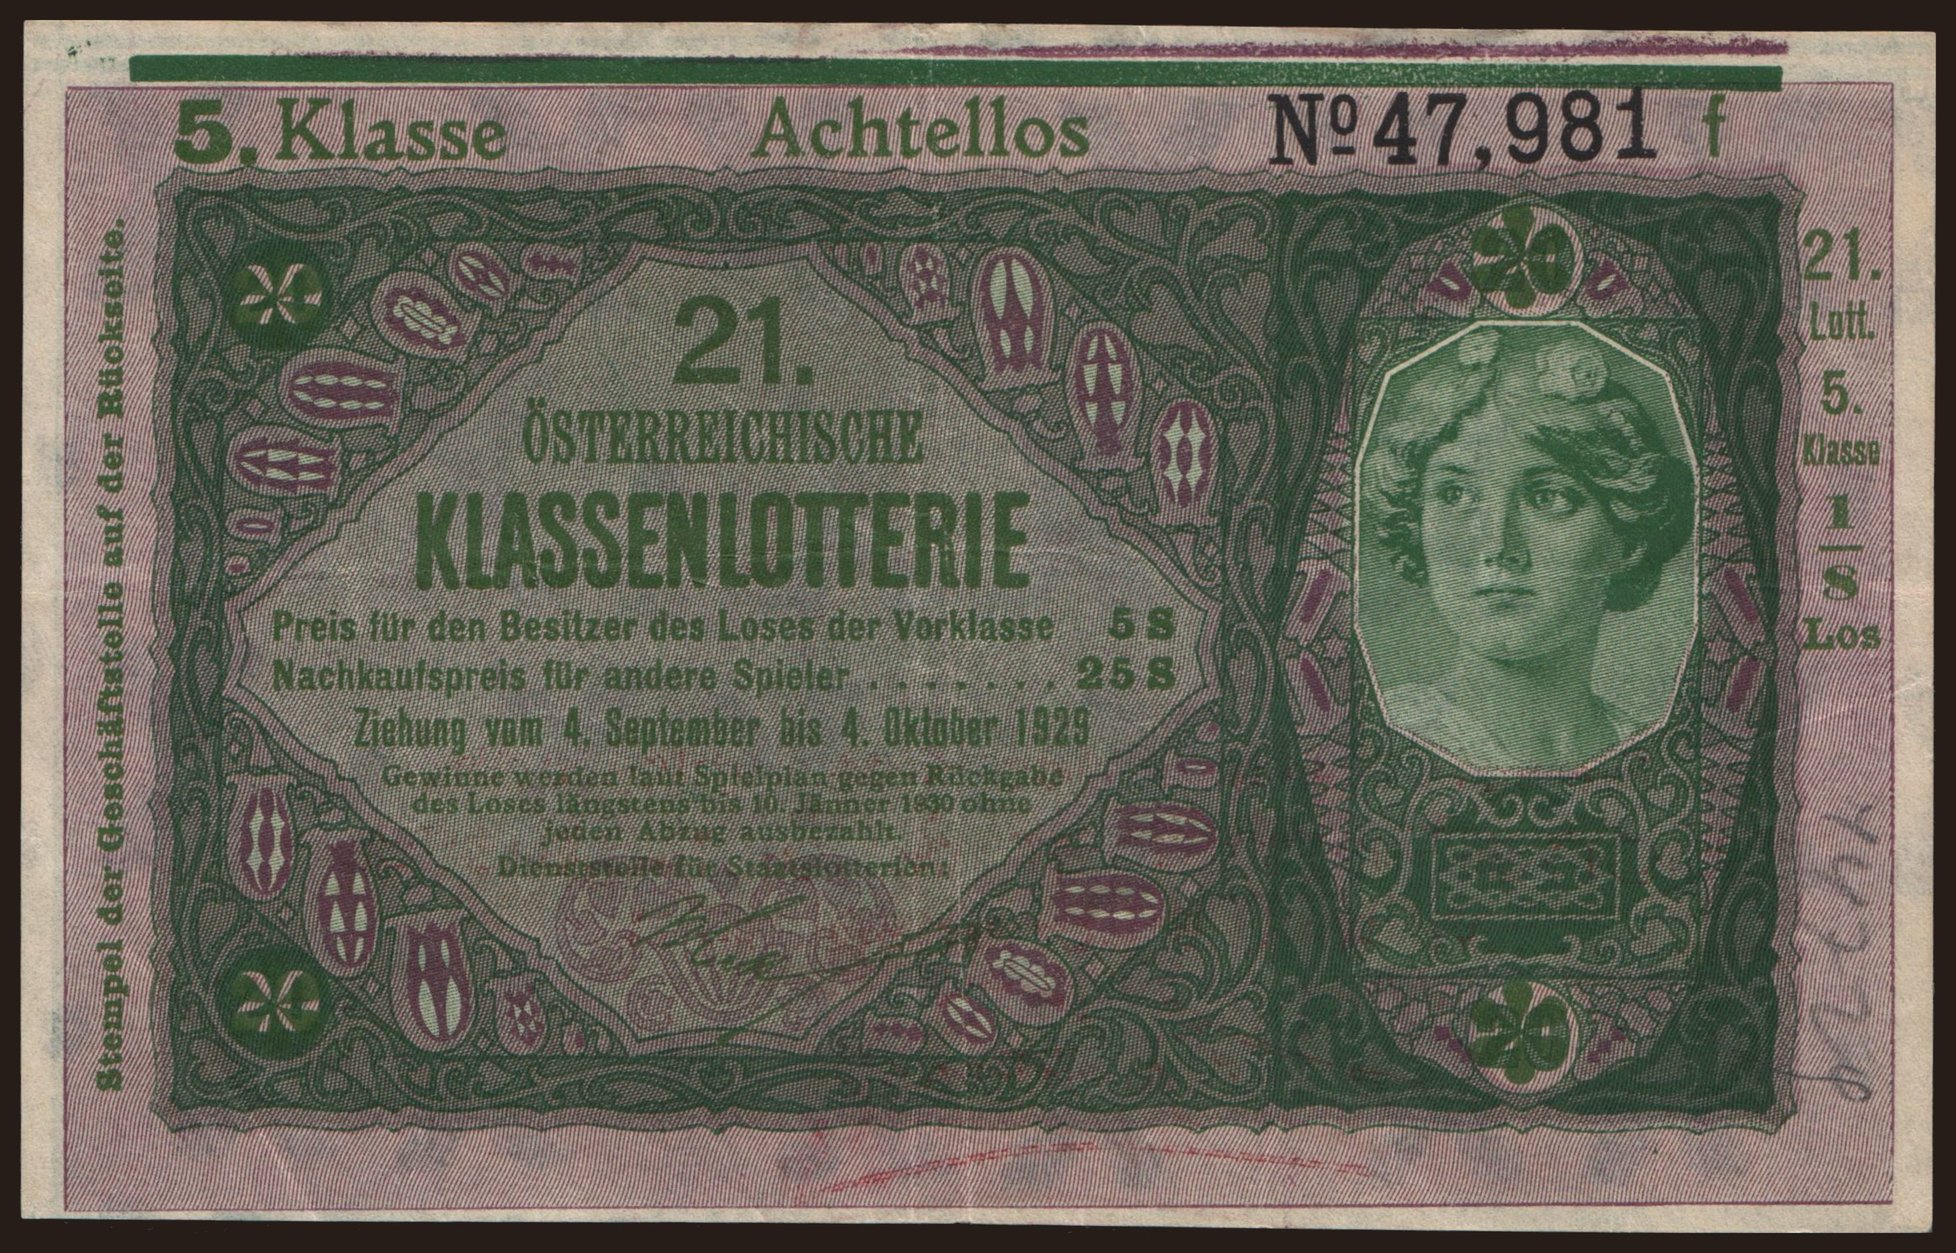 5. Klasse Achtellos Nº 47,981 f
Stempel der Geschäftsstelle auf der Rückseite.
21.
ÖSTERREICHISCHE
KLASSENLOTTERIE
Preis für den Besitzer des Loses der Vorklasse 5 S
Nachkaufspreis für andere Spieler . . . . . . . 25 S
Ziehung vom 4. September bis 4. Oktober 1929
Gewinne werden laut Spielplan gegen Rückgabe
des Loses längstens bis 10. Jänner 1930 ohne
jeden Abzug ausbezahlt.
Dienststelle für Staatslotterien:
21.
Lott.
5.
Klasse
1
8
Los